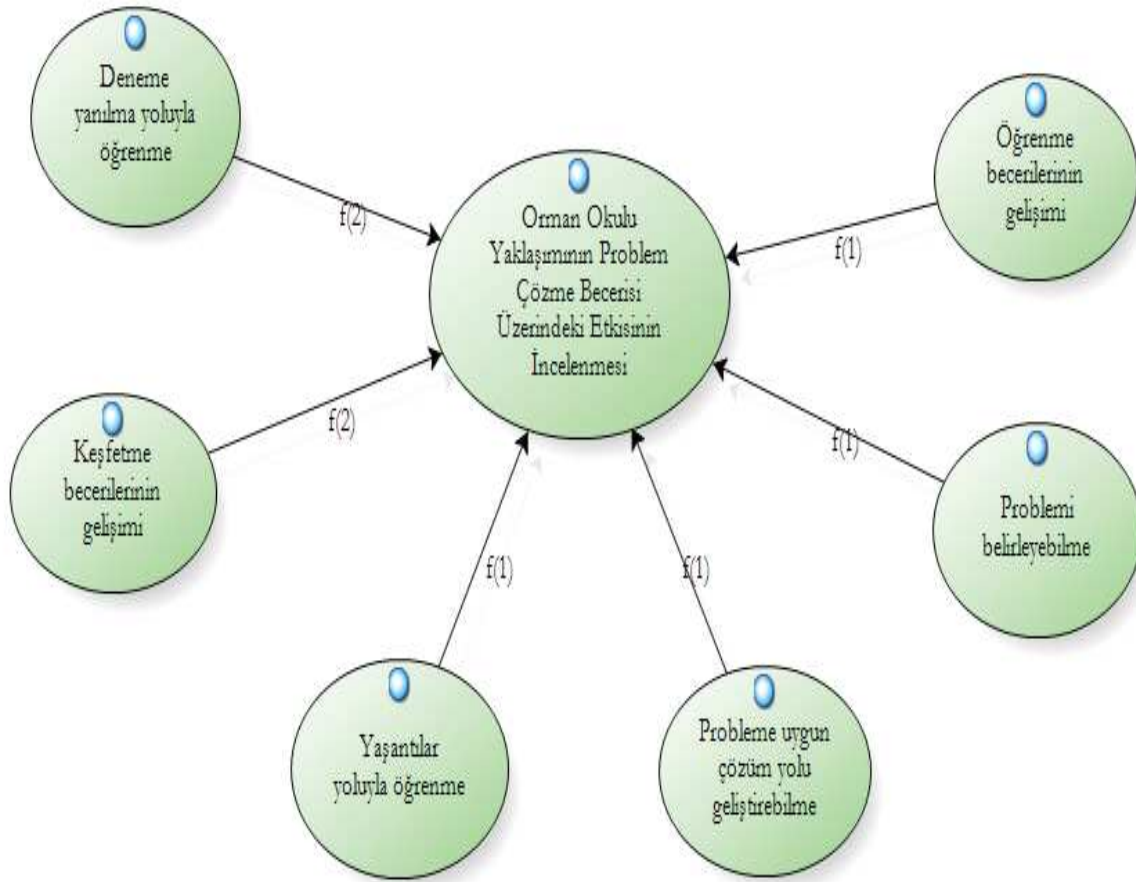 Deneme
yanılma yoluyla
öğrenme
f(2)
Orman Okulu
Yaklaşımının Problem
Çözme Becerisi
Üzerindeki Etkisinin
İncelenmesi
Öğrenme
becerilerinin
gelişimi
f(1)
Keşfetme
becerilerinin
gelişimi
f(2)
Problemi
belirleyebilme
f(1)
Yaşantılar
yoluyla öğrenme
f(1)
Probleme uygun
çözüm yolu
geliştirebilme
f(1)